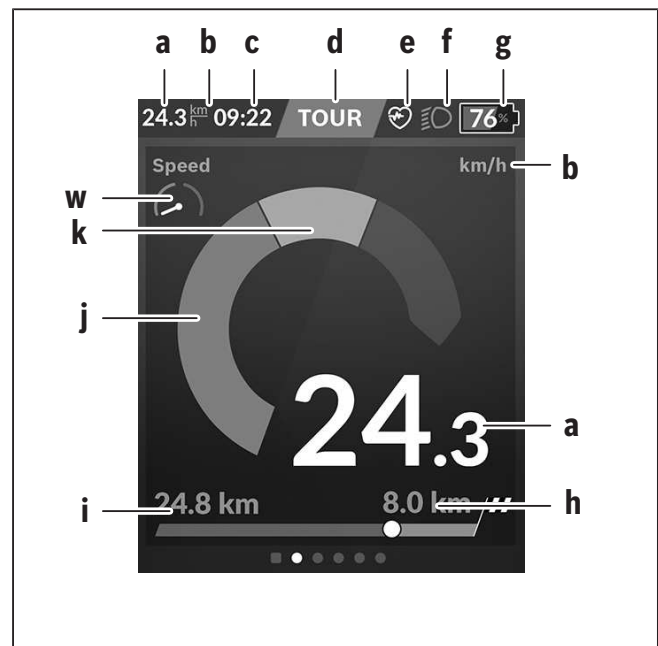 a b c d e f g
24.3 km/h 09:22 TOUR 76%
Speed km/h b
w
k
j
24.3 a
i 24.8 km 8.0 km h